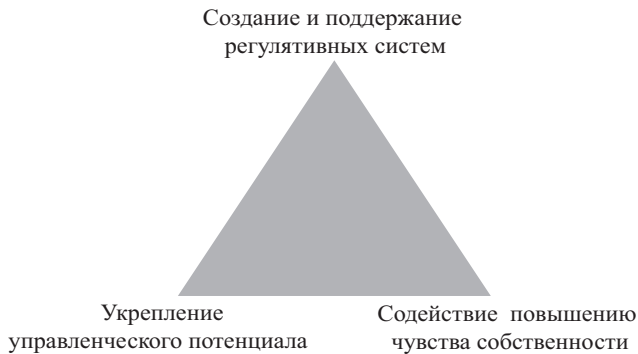 Создание и поддержание
регулятивных систем
Укрепление
управленческого потенциала
Содействие повышению
чувства собственности